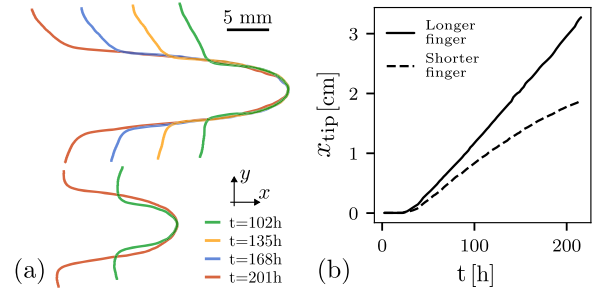 5 mm
y
x
t=102h
t=135h
t=168h
t=201h
(a)
Longer
finger
Shorter
finger
3
2
1
0
x_tip [cm]
0
100
200
t [h]
(b)